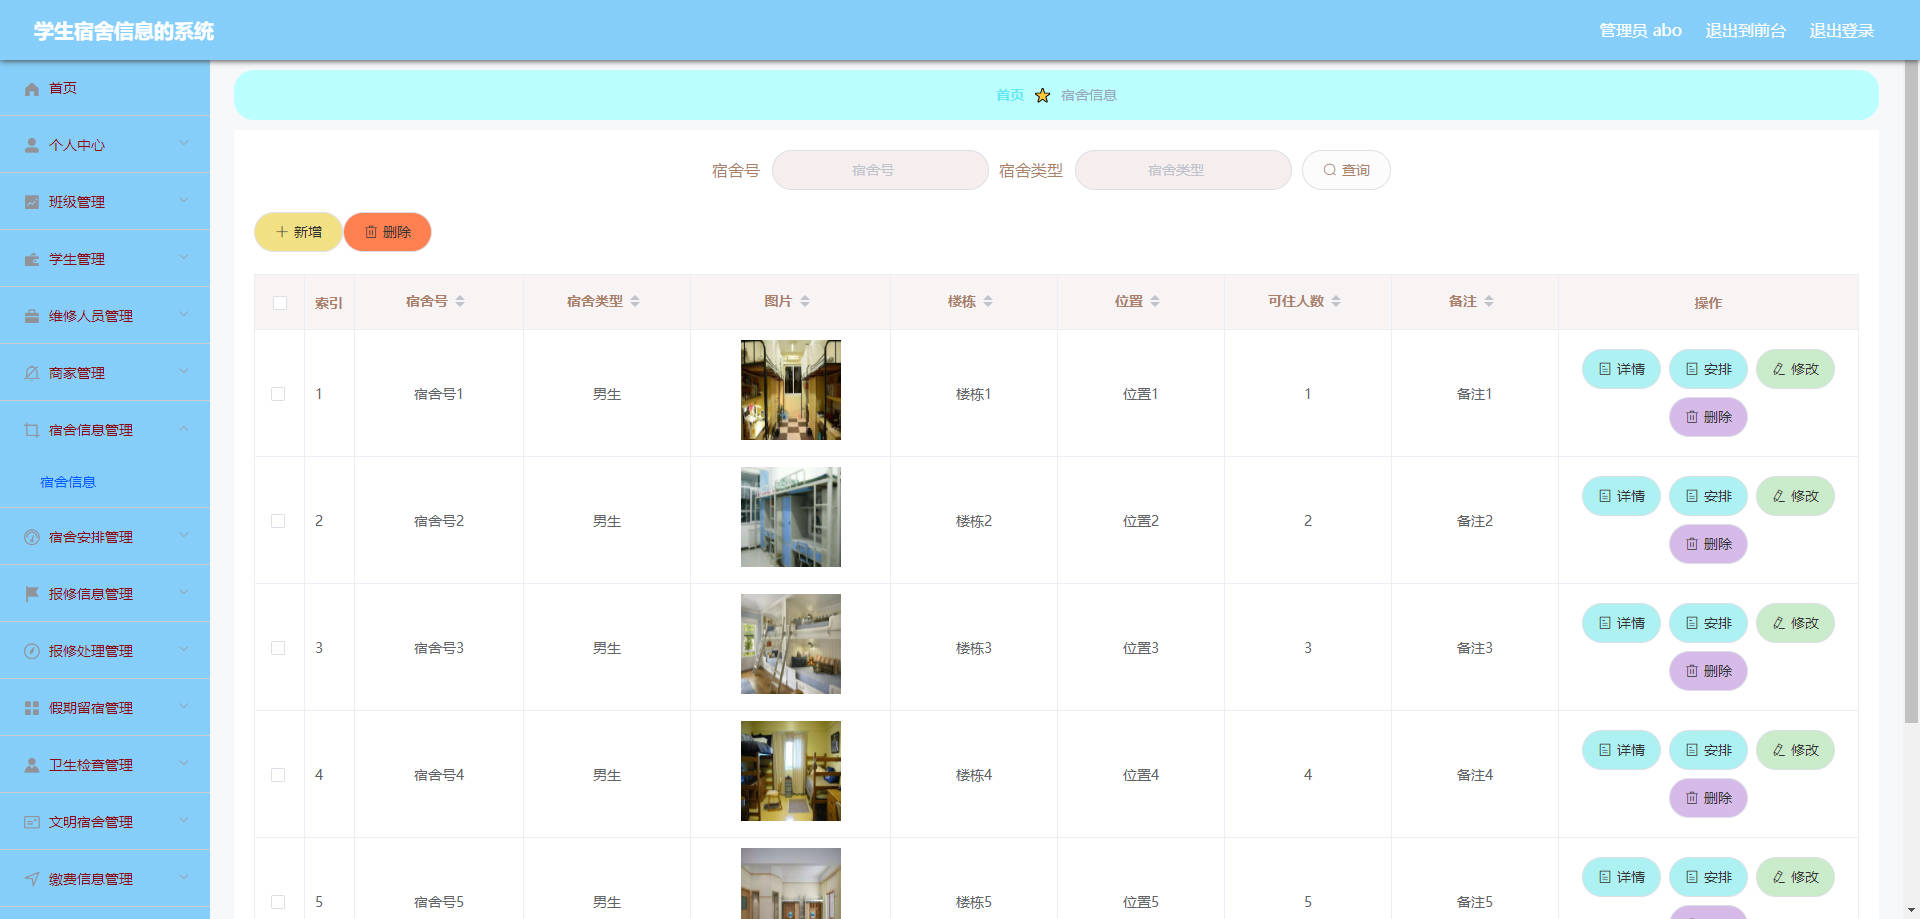 学生宿舍信息的系统
管理员 abo 退出到前台 退出登录
首页
个人中心
班级管理
学生管理
维修人员管理
商家管理
宿舍信息管理
宿舍信息
宿舍安排管理
报修信息管理
报修处理管理
假期留宿管理
卫生检查管理
文明宿舍管理
缴费信息管理
首页 宿舍信息
宿舍号 宿舍号 宿舍类型 宿舍类型 查询
新增 删除
索引 宿舍号 宿舍类型 图片 楼栋 位置 可住人数 备注 操作
1 宿舍号1 男生 楼栋1 位置1 1 备注1 详情 安排 修改
删除
2 宿舍号2 男生 楼栋2 位置2 2 备注2 详情 安排 修改
删除
3 宿舍号3 男生 楼栋3 位置3 3 备注3 详情 安排 修改
删除
4 宿舍号4 男生 楼栋4 位置4 4 备注4 详情 安排 修改
删除
5 宿舍号5 男生 楼栋5 位置5 5 备注5 详情 安排 修改